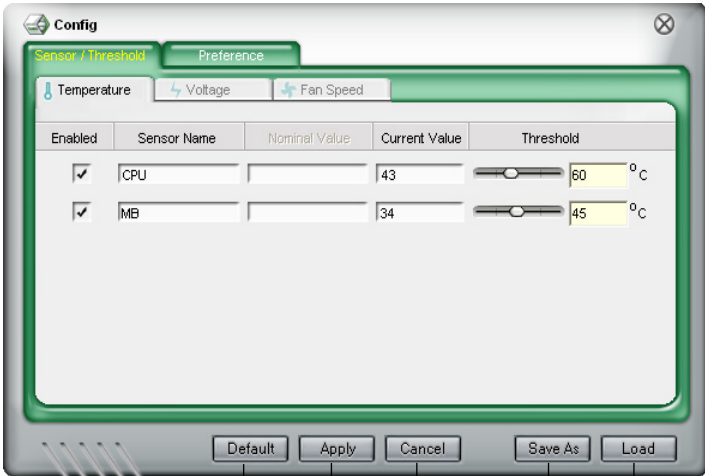 Config
Sensor / Threshold Preference
Temperature Voltage Fan Speed
Enabled Sensor Name Nominal Value Current Value Threshold
CPU 43 60 °C
MB 34 45 °C
Default Apply Cancel Save As Load